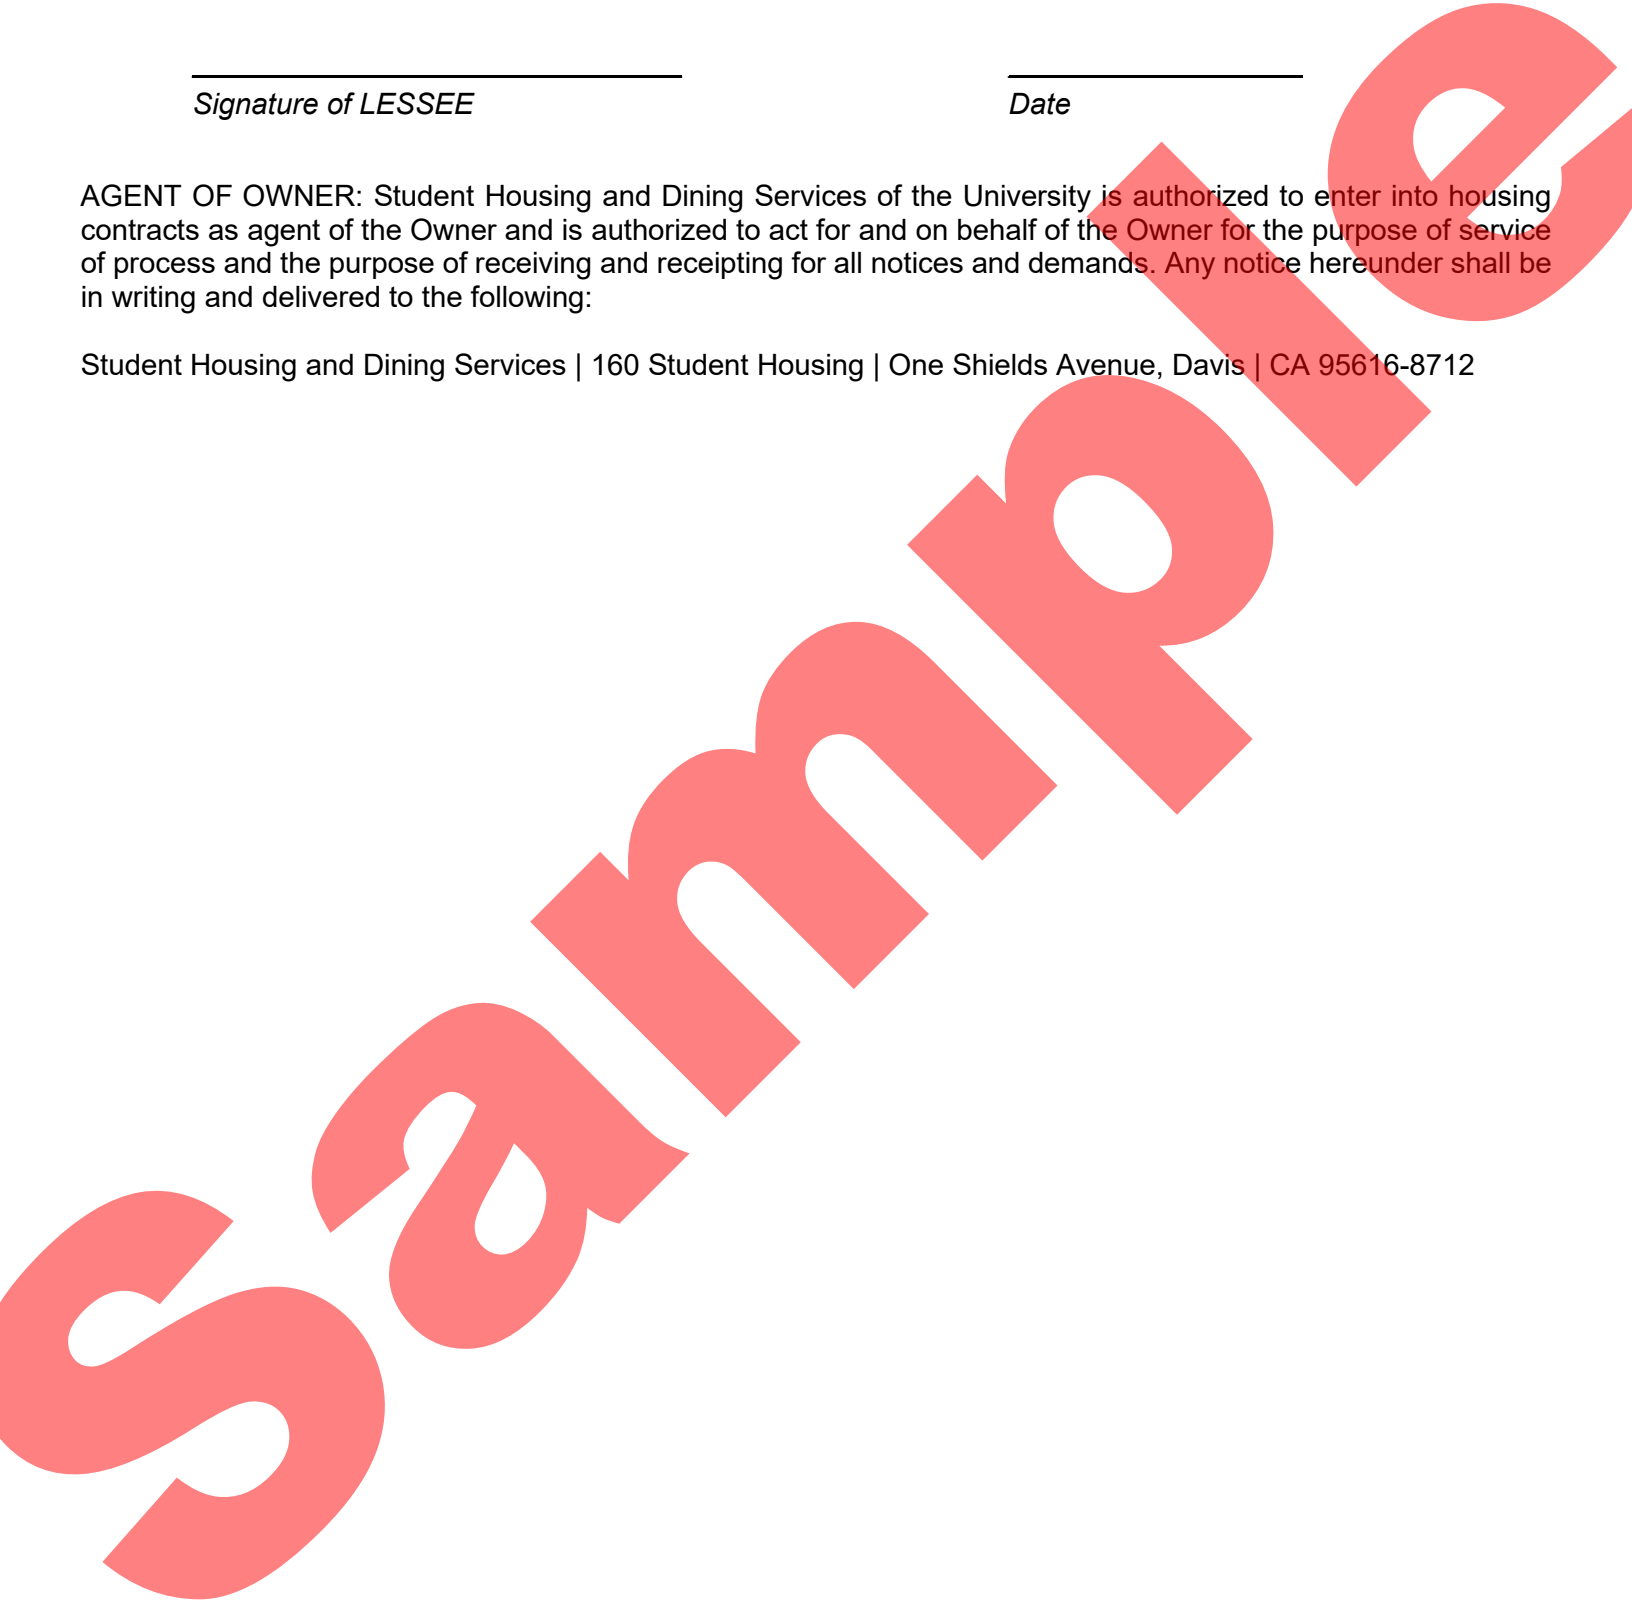 Signature of LESSEE Date
AGENT OF OWNER: Student Housing and Dining Services of the University is authorized to enter into housing
contracts as agent of the Owner and is authorized to act for and on behalf of the Owner for the purpose of service
of process and the purpose of receiving and receipting for all notices and demands. Any notice hereunder shall be
in writing and delivered to the following:
Student Housing and Dining Services | 160 Student Housing | One Shields Avenue, Davis | CA 95616-8712
Sample